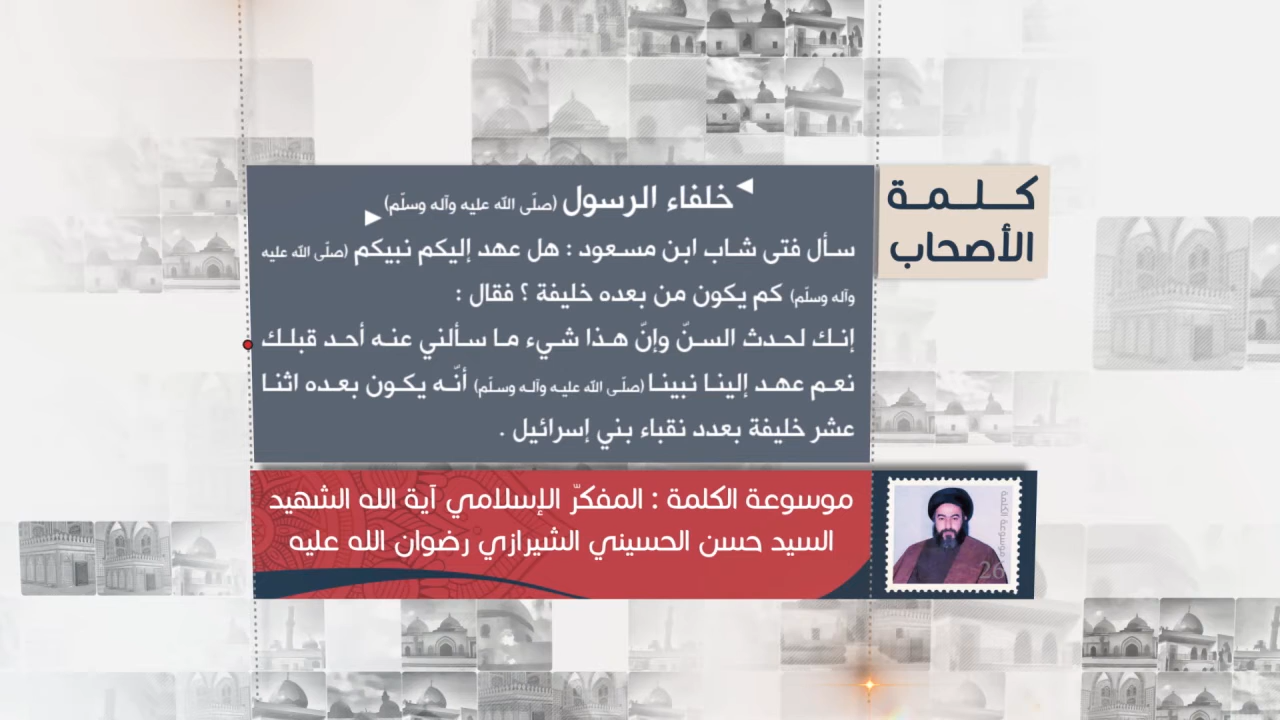 كلمة
الأصحاب
خلفاء الرسول (صلّى الله عليه وآله وسلّم)
سأل فتى شاب ابن مسعود : هل عهد إليكم نبيكم (صلّى الله عليه
وآله وسلّم) كم يكون من بعده خليفة ؟ فقال :
إنك لحدث السنّ وإنّ هذا شيء ما سألني عنه أحد قبلك
نعم عهد إلينا نبينا (صلّى الله عليه وآله وسلّم) أنّه يكون بعده اثنا
عشر خليفة بعدد نقباء بني إسرائيل .
موسوعة الكلمة : المفكرّ الإسلامي آية الله الشهيد
السيد حسن الحسيني الشيرازي رضوان الله عليه
موسوعة الكلمة
26